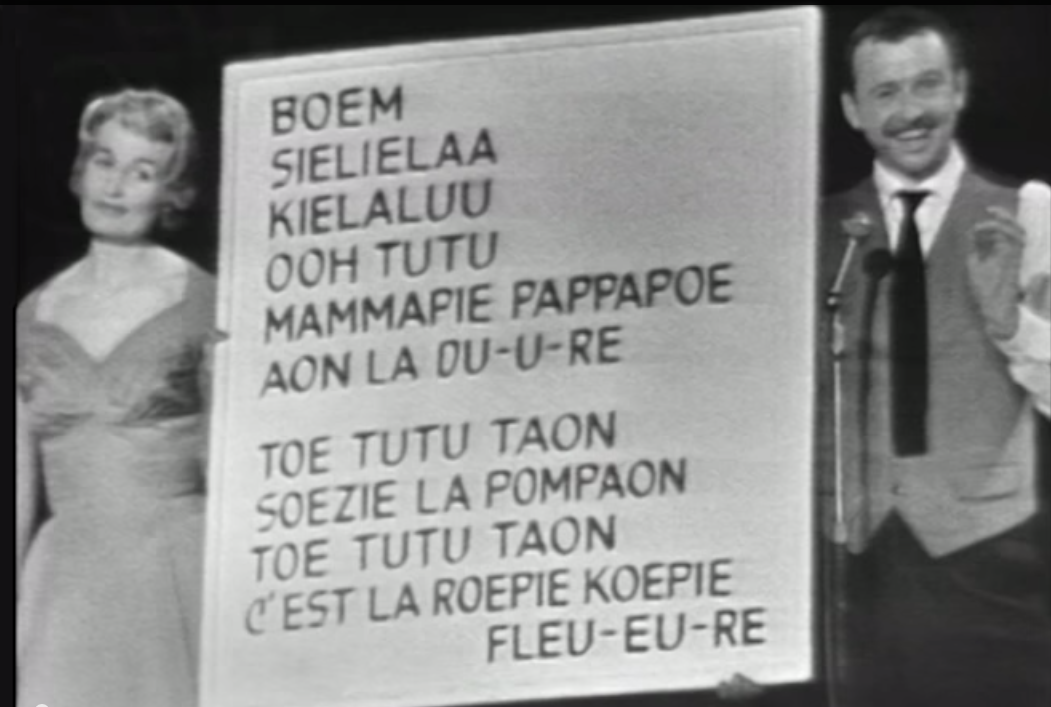 BOEM
SIELIELAA
KIELALUU
OOH TUTU
MAMMAPIE PAPPAPOE
AON LA DU-U-RE
TOE TUTU TAON
SOEZIE LA POMPAON
TOE TUTU TAON
C'EST LA ROEPIE KOEPIE
FLEU-EU-RE